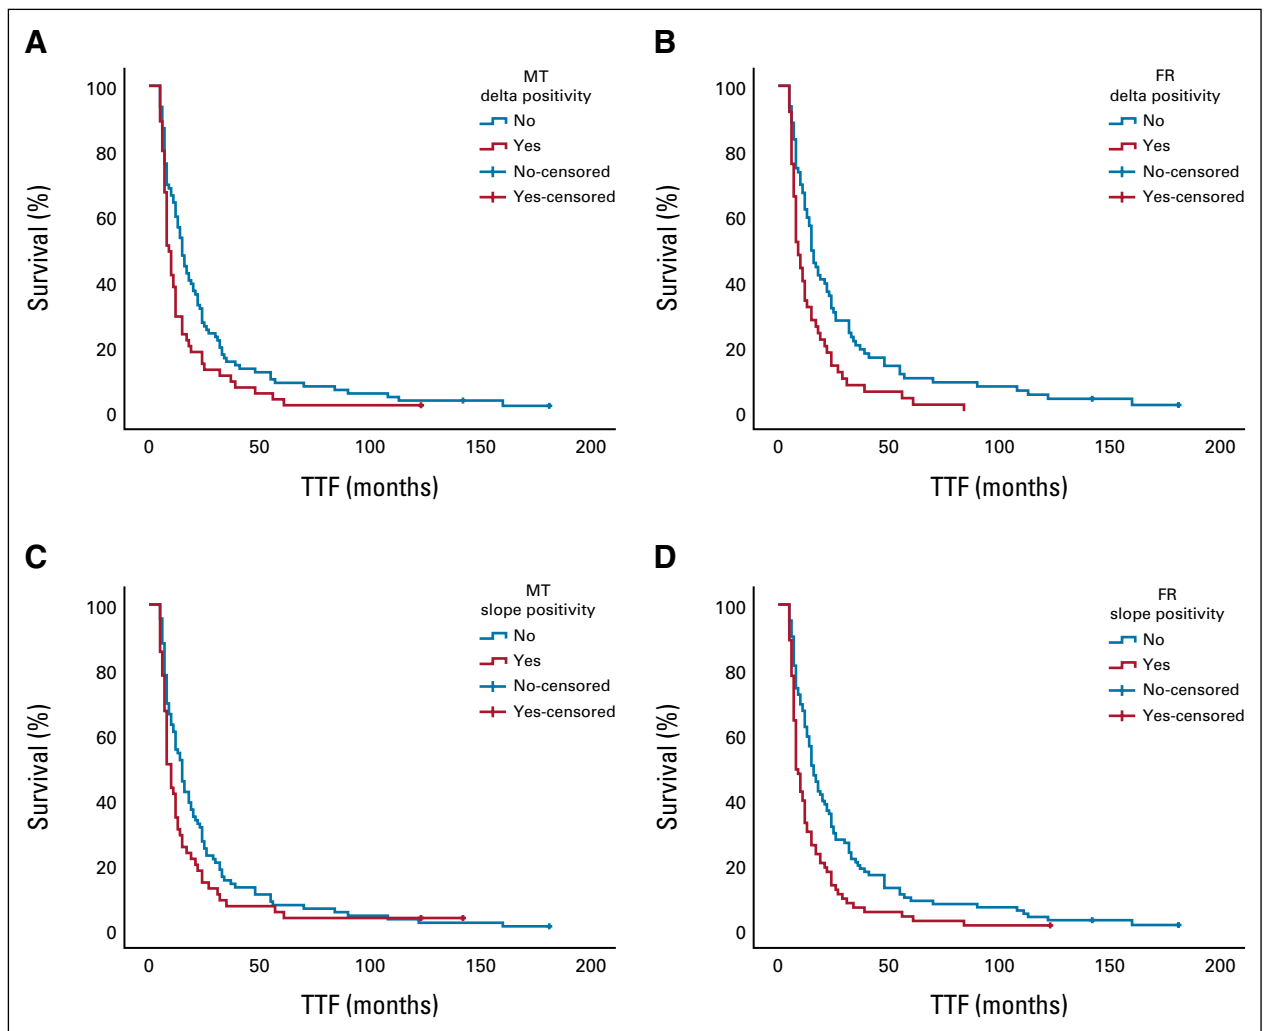 A
MT
delta positivity
No
Yes
No-censored
Yes-censored
Survival (%)
100
80
60
40
20
0
0 50 100 150 200
TTF (months)
B
FR
delta positivity
No
Yes
No-censored
Yes-censored
Survival (%)
100
80
60
40
20
0
0 50 100 150 200
TTF (months)
C
MT
slope positivity
No
Yes
No-censored
Yes-censored
Survival (%)
100
80
60
40
20
0
0 50 100 150 200
TTF (months)
D
FR
slope positivity
No
Yes
No-censored
Yes-censored
Survival (%)
100
80
60
40
20
0
0 50 100 150 200
TTF (months)